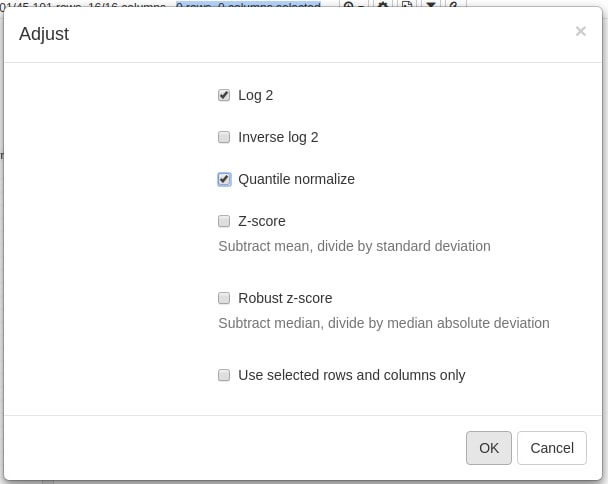 01/45,101 rows, 16/16 columns 0 rows, 0 columns selected
Adjust
×
Log 2
Inverse log 2
Quantile normalize
Z-score
Subtract mean, divide by standard deviation
Robust z-score
Subtract median, divide by median absolute deviation
Use selected rows and columns only
OK Cancel